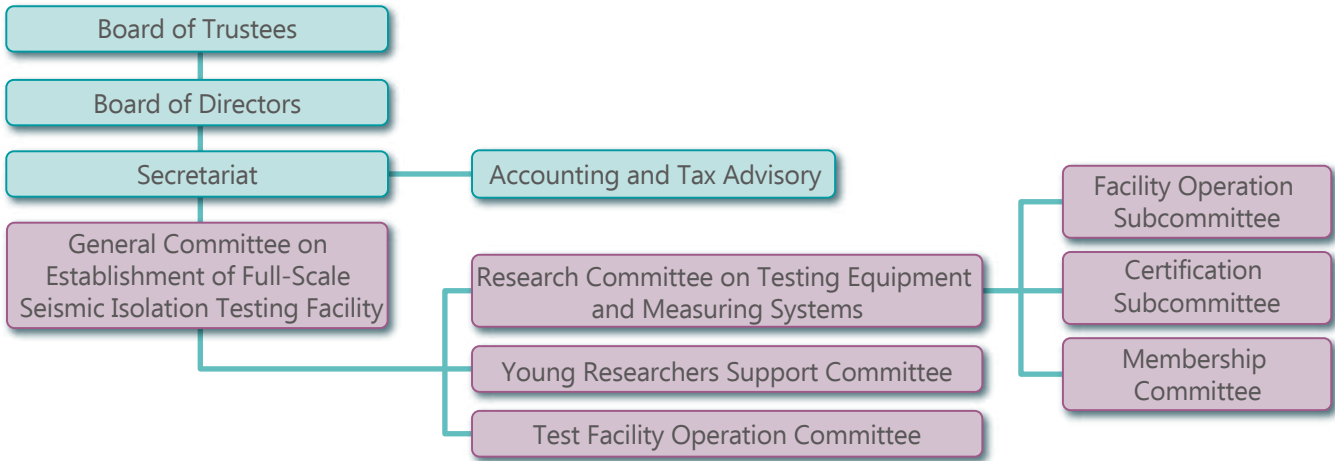 Board of Trustees
Board of Directors
Secretariat
Accounting and Tax Advisory
General Committee on
Establishment of Full-Scale
Seismic Isolation Testing Facility
Research Committee on Testing Equipment
and Measuring Systems
Young Researchers Support Committee
Test Facility Operation Committee
Facility Operation
Subcommittee
Certification
Subcommittee
Membership
Committee